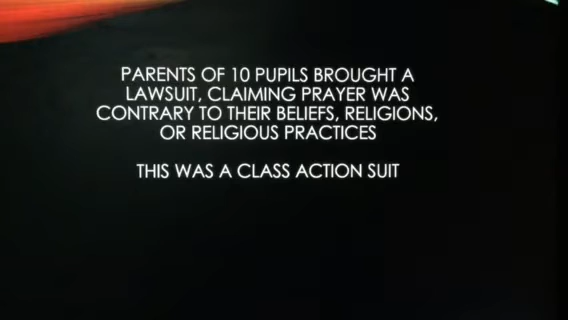 PARENTS OF 10 PUPILS BROUGHT A
LAWSUIT, CLAIMING PRAYER WAS
CONTRARY TO THEIR BELIEFS, RELIGIONS,
OR RELIGIOUS PRACTICES
THIS WAS A CLASS ACTION SUIT